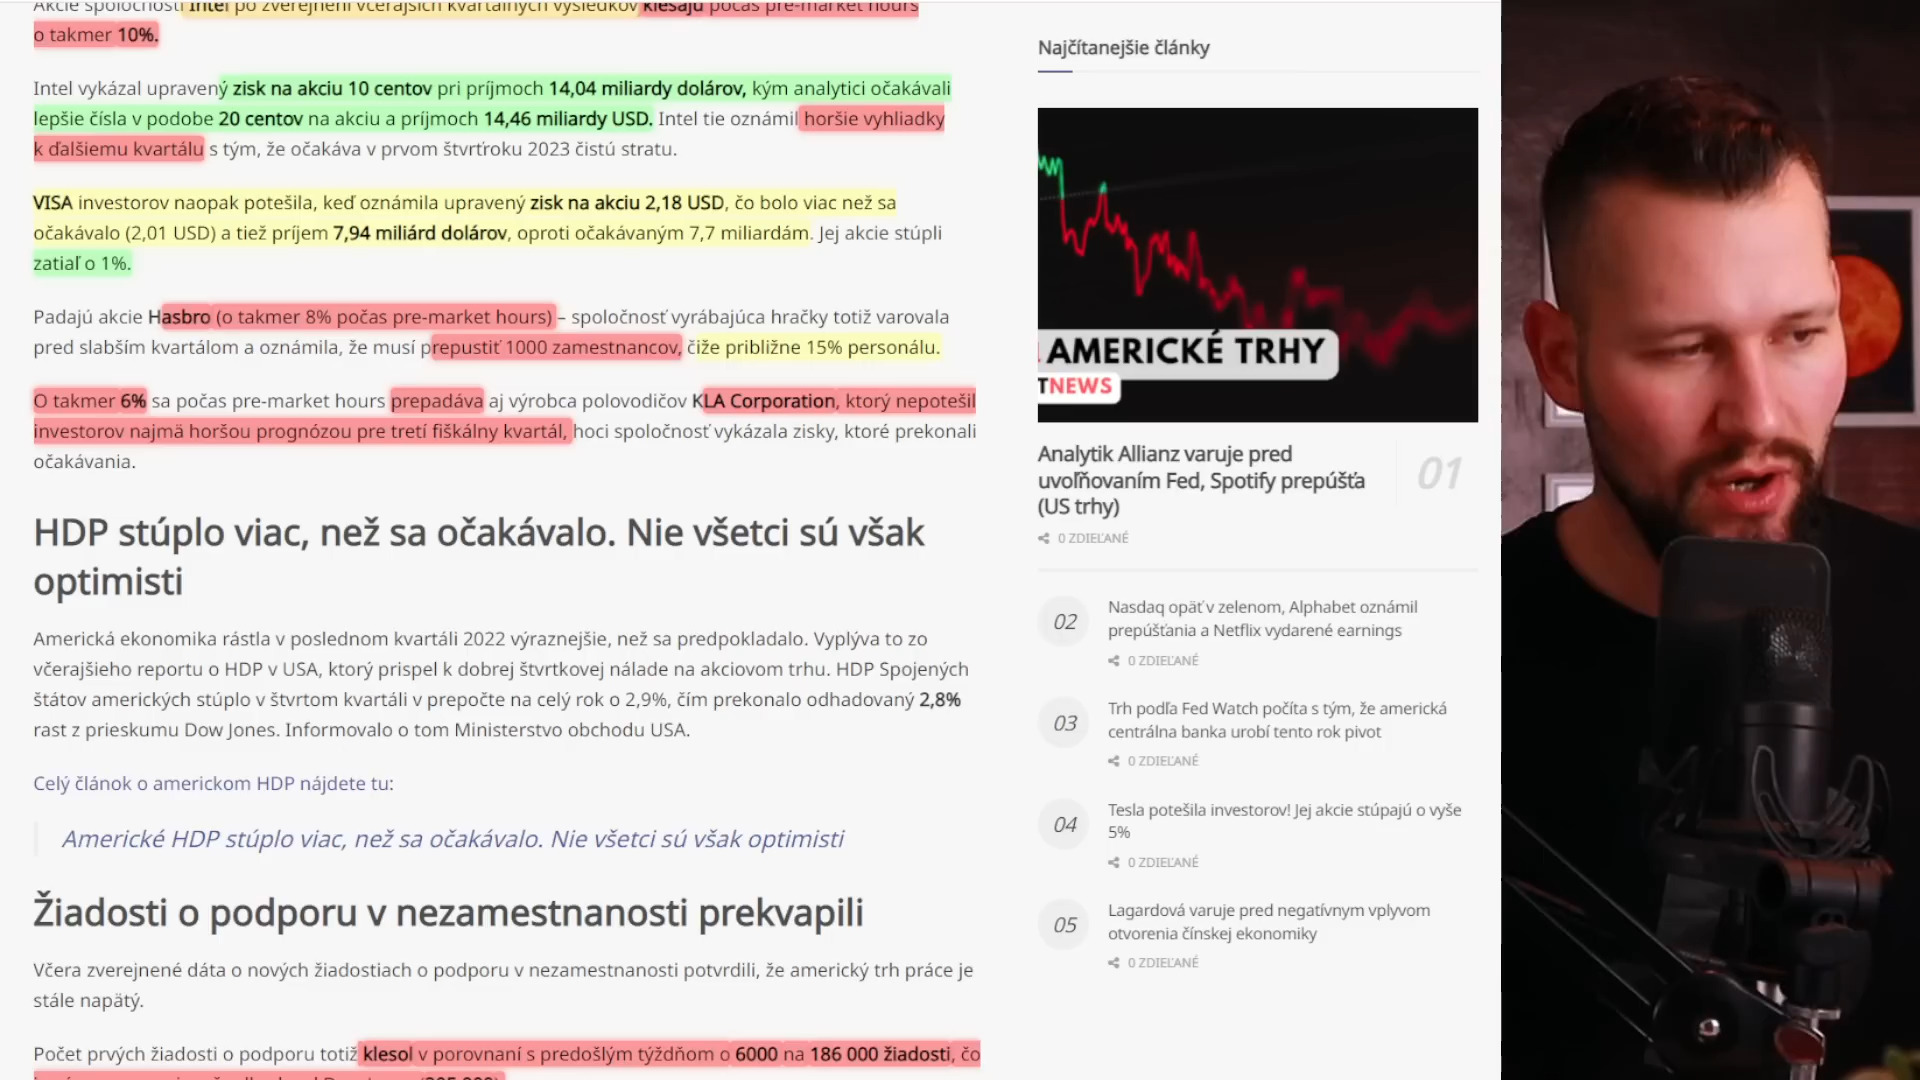 Akcie spoločnosti Intel po zverejnení včerajších kvartálnych výsledkov klesajú počas pre-market hours
o takmer 10%.
Intel vykázal upravený zisk na akciu 10 centov pri príjmoch 14,04 miliardy dolárov, kým analytici očakávali
lepšie čísla v podobe 20 centov na akciu a príjmoch 14,46 miliardy USD. Intel tie oznámil horšie vyhliadky
k ďalšiemu kvartálu s tým, že očakáva v prvom štvrťroku 2023 čistú stratu.
VISA investorov naopak potešila, keď oznámila upravený zisk na akciu 2,18 USD, čo bolo viac než sa
očakávalo (2,01 USD) a tiež príjem 7,94 miliárd dolárov, oproti očakávaným 7,7 miliardám. Jej akcie stúpli
zatiaľ o 1%.
Padajú akcie Hasbro (o takmer 8% počas pre-market hours) – spoločnosť vyrábajúca hračky totiž varovala
pred slabším kvartálom a oznámila, že musí prepustiť 1000 zamestnancov, čiže približne 15% personálu.
O takmer 6% sa počas pre-market hours prepadáva aj výrobca polovodičov KLA Corporation, ktorý nepotešil
investorov najmä horšou prognózou pre tretí fiškálny kvartál, hoci spoločnosť vykázala zisky, ktoré prekonali
očakávania.
HDP stúplo viac, než sa očakávalo. Nie všetci sú však
optimisti
Americká ekonomika rástla v poslednom kvartáli 2022 výraznejšie, než sa predpokladalo. Vyplýva to zo
včerajšieho reportu o HDP v USA, ktorý prispel k dobrej štvrtkovej nálade na akciovom trhu. HDP Spojených
štátov amerických stúplo v štvrtom kvartáli v prepočte na celý rok o 2,9%, čím prekonalo odhadovaný 2,8%
rast z prieskumu Dow Jones. Informovalo o tom Ministerstvo obchodu USA.
Celý článok o americkom HDP nájdete tu:
Americké HDP stúplo viac, než sa očakávalo. Nie všetci sú však optimisti
Žiadosti o podporu v nezamestnanosti prekvapili
Včera zverejnené dáta o nových žiadostiach o podporu v nezamestnanosti potvrdili, že americký trh práce je
stále napätý.
Počet prvých žiadosti o podporu totiž klesol v porovnaní s predošlým týždňom o 6000 na 186 000 žiadosti, čo
Najčítanejšie články
AMERICKÉ TRHY
TNEWS
Analytik Allianz varuje pred
uvoľňovaním Fed, Spotify prepúšťa
(US trhy)
01
0 ZDIEĽANÉ
02
Nasdaq opäť v zelenom, Alphabet oznámil
prepúšťania a Netflix vydarené earnings
0 ZDIEĽANÉ
03
Trh podľa Fed Watch počíta s tým, že americká
centrálna banka urobí tento rok pivot
0 ZDIEĽANÉ
04
Tesla potešila investorov! Jej akcie stúpajú o vyše
5%
0 ZDIEĽANÉ
05
Lagardová varuje pred negatívnym vplyvom
otvorenia čínskej ekonomiky
0 ZDIEĽANÉ